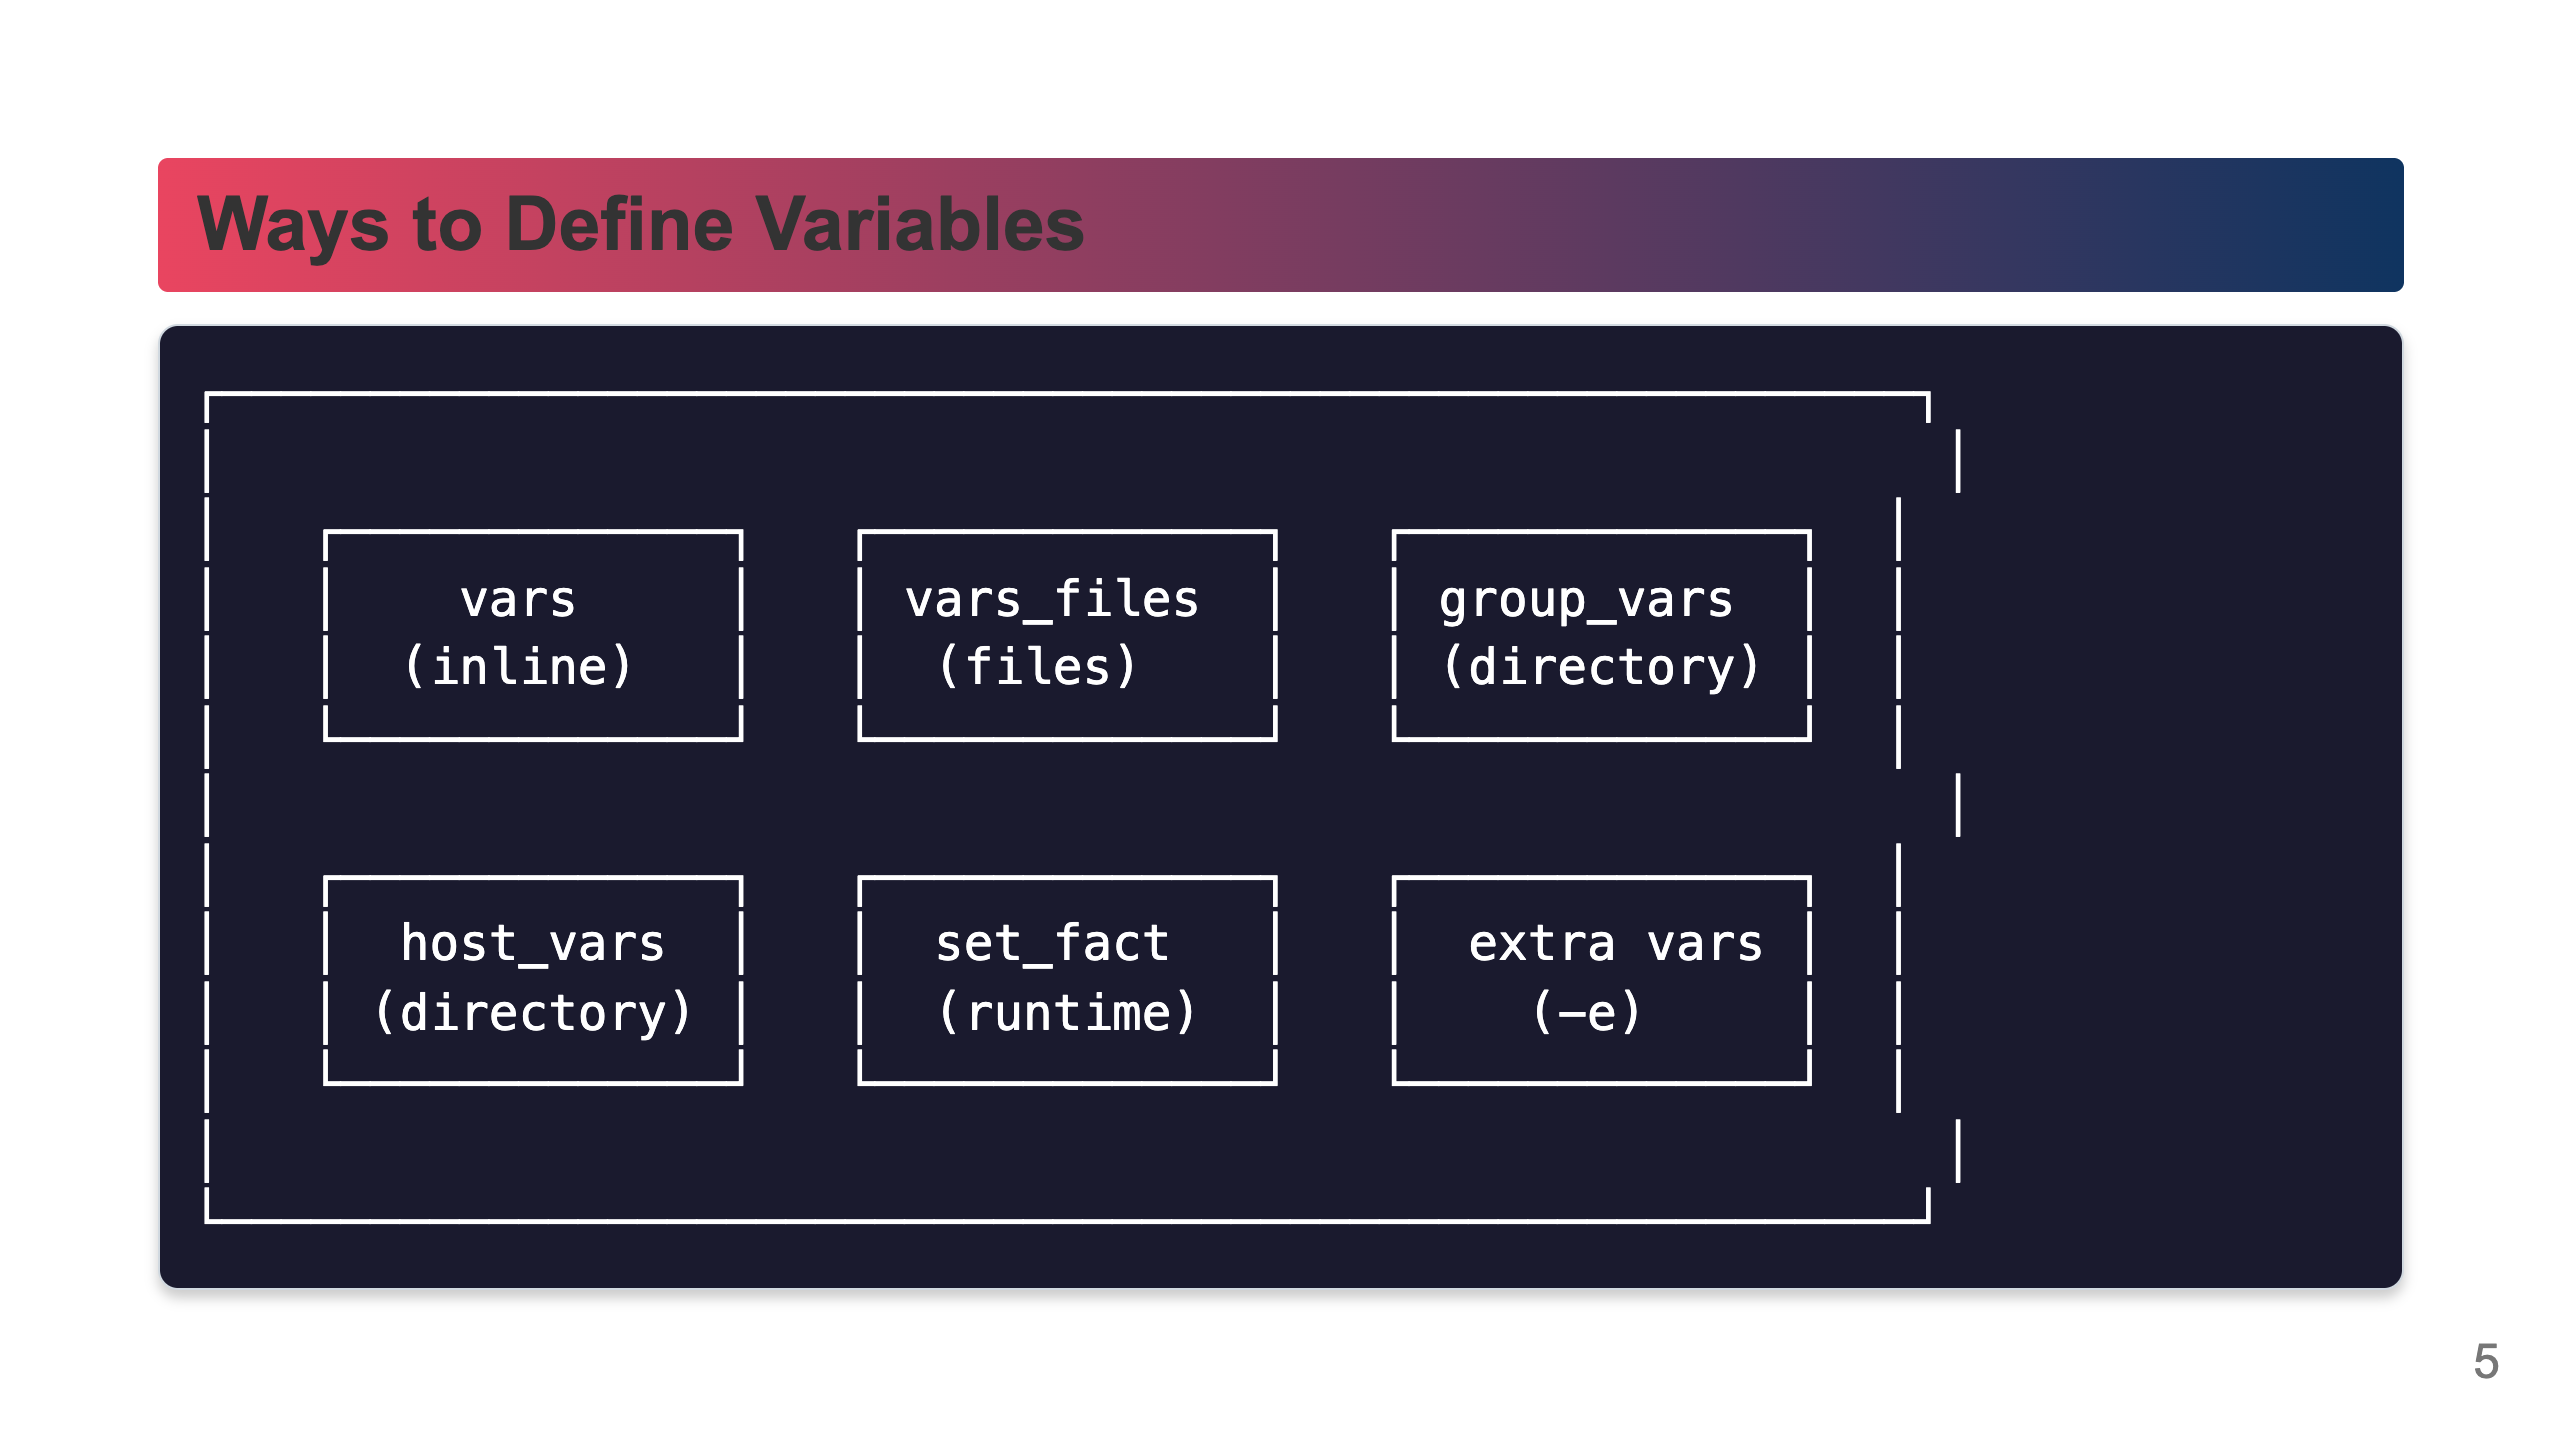 Ways to Define Variables
vars
(inline)
vars_files
(files)
group_vars
(directory)
host_vars
(directory)
set_fact
(runtime)
extra vars
(-e)
5